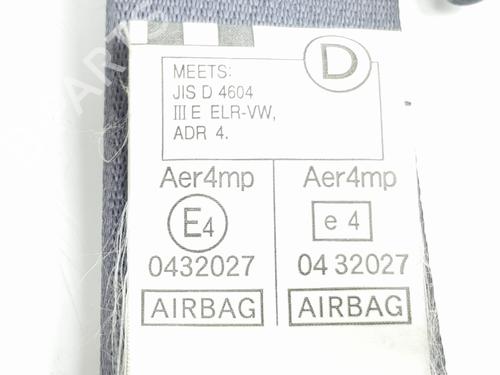 D
MEETS:
JIS D 4604
III E ELR-VW,
ADR 4.
Aer4mp Aer4mp
E4 e 4
0432027 04 32027
AIRBAG AIRBAG